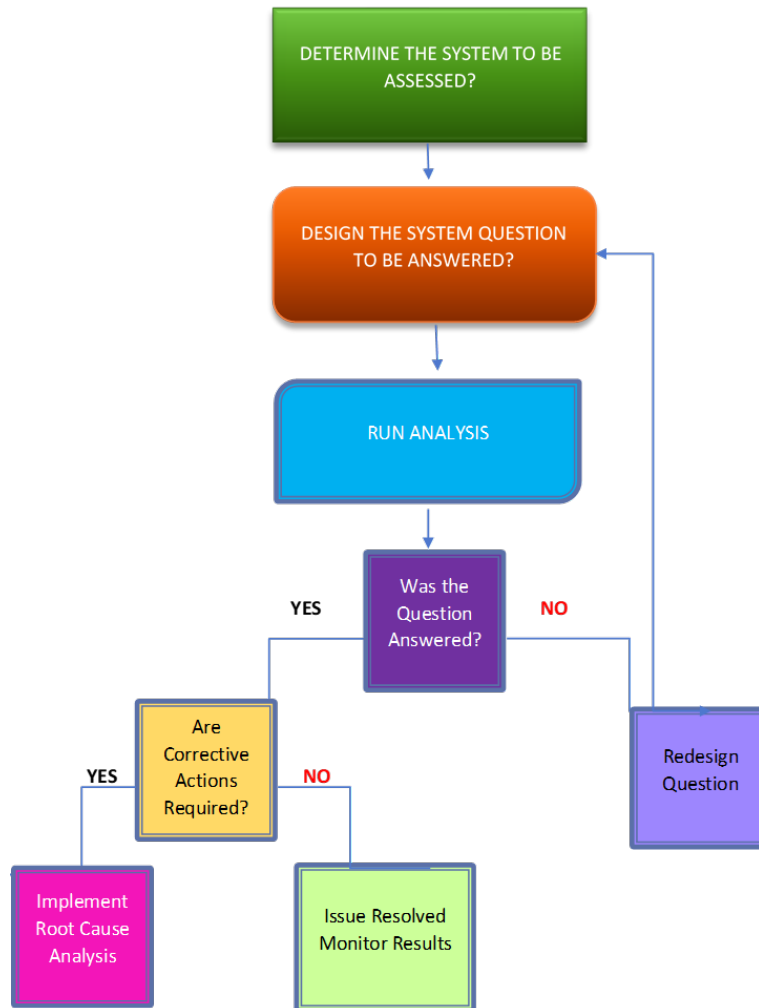 DETERMINE THE SYSTEM TO BE
ASSESSED?
DESIGN THE SYSTEM QUESTION
TO BE ANSWERED?
RUN ANALYSIS
Was the
Question
Answered?
YES
NO
Are
Corrective
Actions
Required?
YES
NO
Redesign
Question
Implement
Root Cause
Analysis
Issue Resolved
Monitor Results